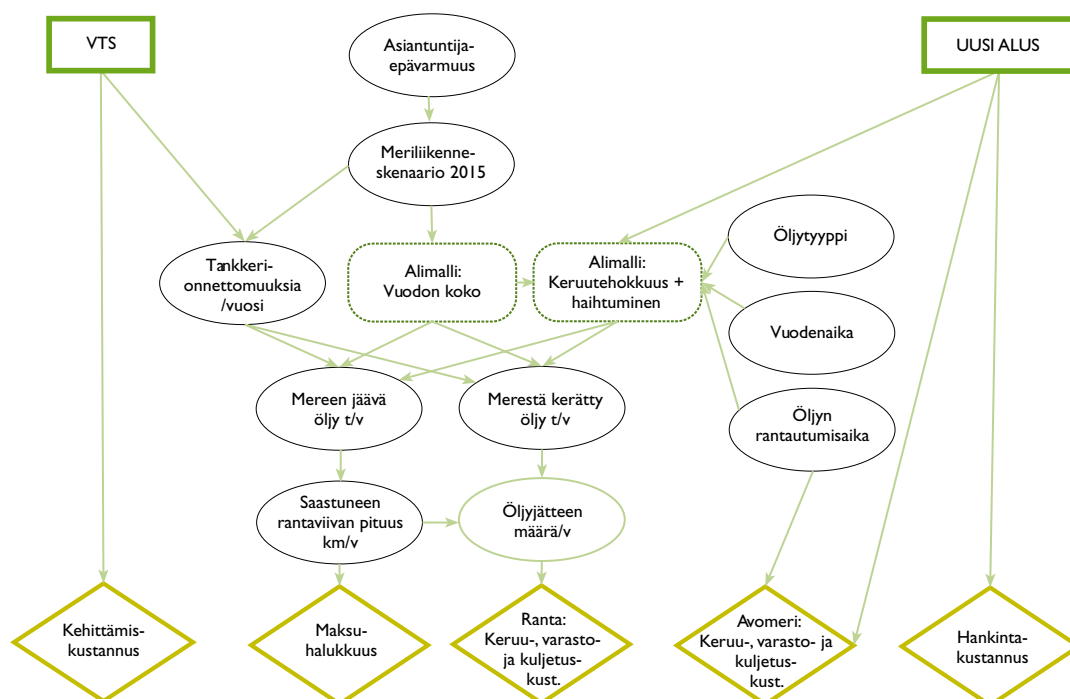 VTS
Asiantuntija-
epävarmuus
UUSI ALUS
Meriliikenne-
skenaario 2015
Tankkeri-
onnettomuuksia
/vuosi
Alimalli:
Vuodon koko
Alimalli:
Keruutehokkuus +
haihtuminen
Öljytyyppi
Vuodenaika
Mereen jäävä
öljy t/v
Merestä kerätty
öljy t/v
Öljyn
rantautumisaika
Saastuneen
rantaviivan pituus
km/v
Öljyjätteen
määrä/v
Kehittämis-
kustannus
Maksu-
halukkuus
Ranta:
Keruu-, varasto-
ja kuljetus-
kust.
Avomeri:
Keruu-, varasto- ja
kuljetus-
kust.
Hankinta-
kustannus